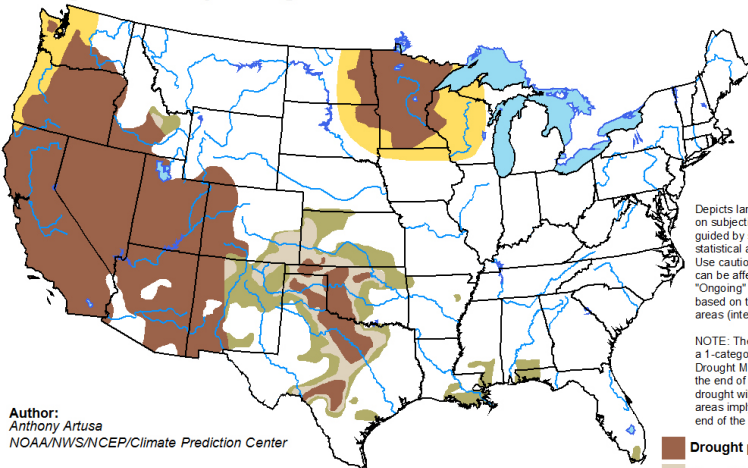 Depicts lar
on subject
guided by
statistical a
Use cautio
can be affe
"Ongoing"
based on t
areas (inte
NOTE: The
a 1-catego
Drought M
the end of
drought wi
areas impl
end of the
Author:
Anthony Artusa
NOAA/NWS/NCEP/Climate Prediction Center
Drought p